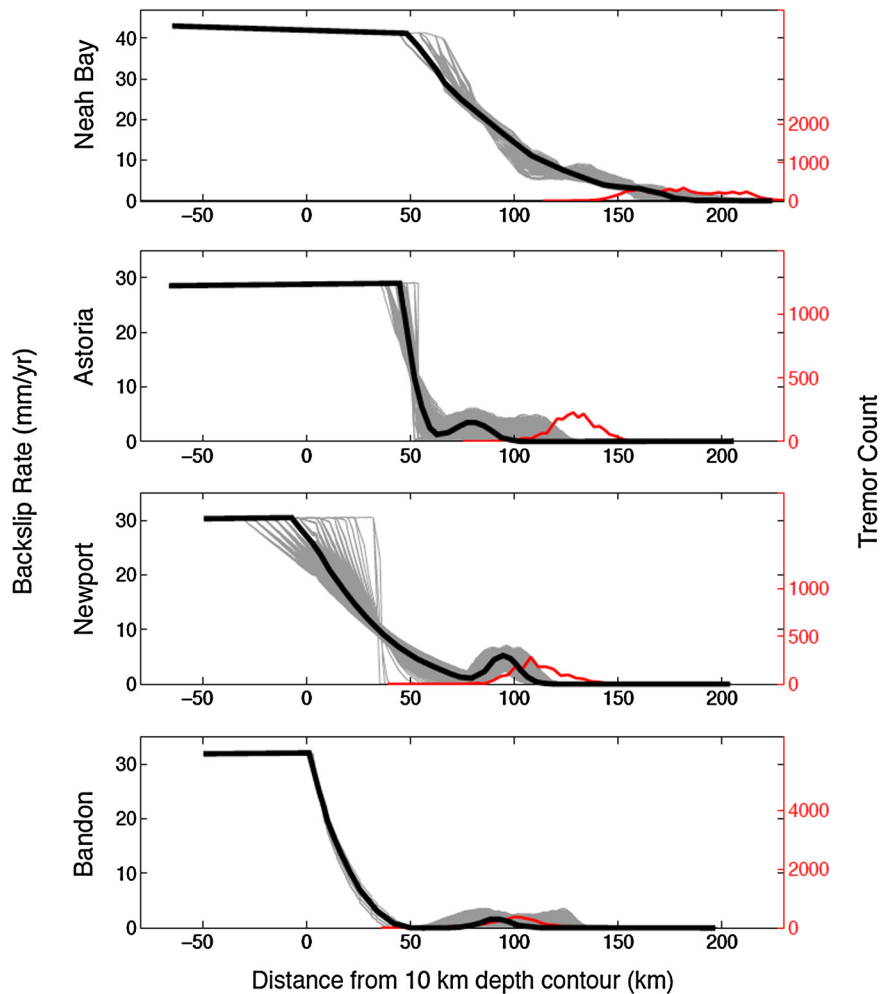 Backslip Rate (mm/yr)
Tremor Count
Neah Bay
40
30
20
10
0
2000
1000
0
−50 0 50 100 150 200
Astoria
30
20
10
0
1000
500
0
−50 0 50 100 150 200
Newport
30
20
10
0
1000
500
0
−50 0 50 100 150 200
Bandon
30
20
10
0
4000
2000
0
−50 0 50 100 150 200
Distance from 10 km depth contour (km)